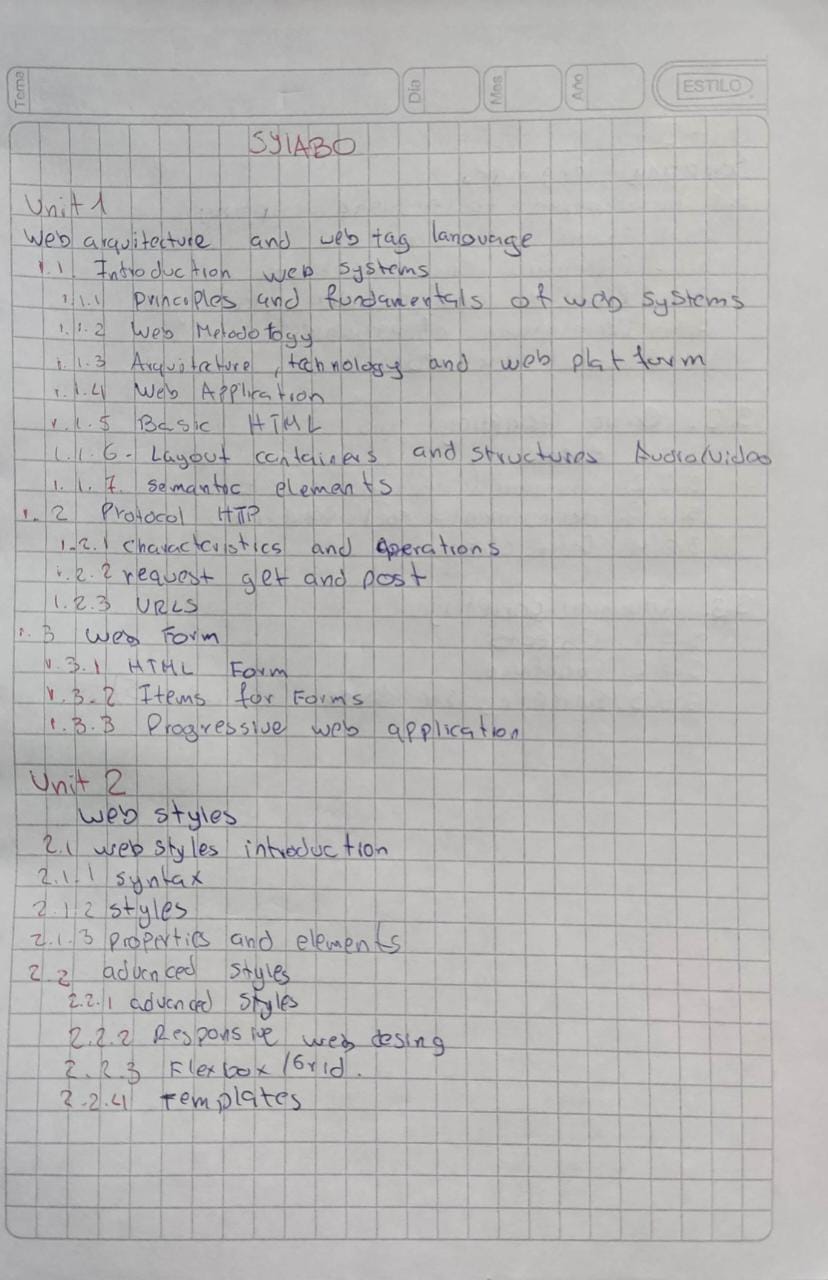 Tema
Día
Mes
Año
ESTILO
SYlABO
Unit 1
Web arquitecture and web tag language
1.1. Introduction web systems
1.1.1 principles and fundamentals of web systems
1.1.2 Web Metodology
1.1.3 Arquitecture, technology and web platform
1.1.4 Web Application
1.1.5 Basic HTML
1.1.6- Layout containers and structures Audio/video
1.1.7. semantic elements
1.2 Protocol HTTP
1.2.1 characteristics and operations
1.2.2 request get and post
1.2.3 URLS
1.3 Web Form
1.3.1 HTML Form
1.3.2 Items for Forms
1.3.3 Progressive web application
Unit 2
Web styles
2.1 web styles introduction
2.1.1 syntax
2.1.2 styles
2.1.3 properties and elements
2.2 advanced styles
2.2.1 advanced styles
2.2.2 Responsive web desing
2.2.3 Flexbox/Grid.
2.2.4 templates